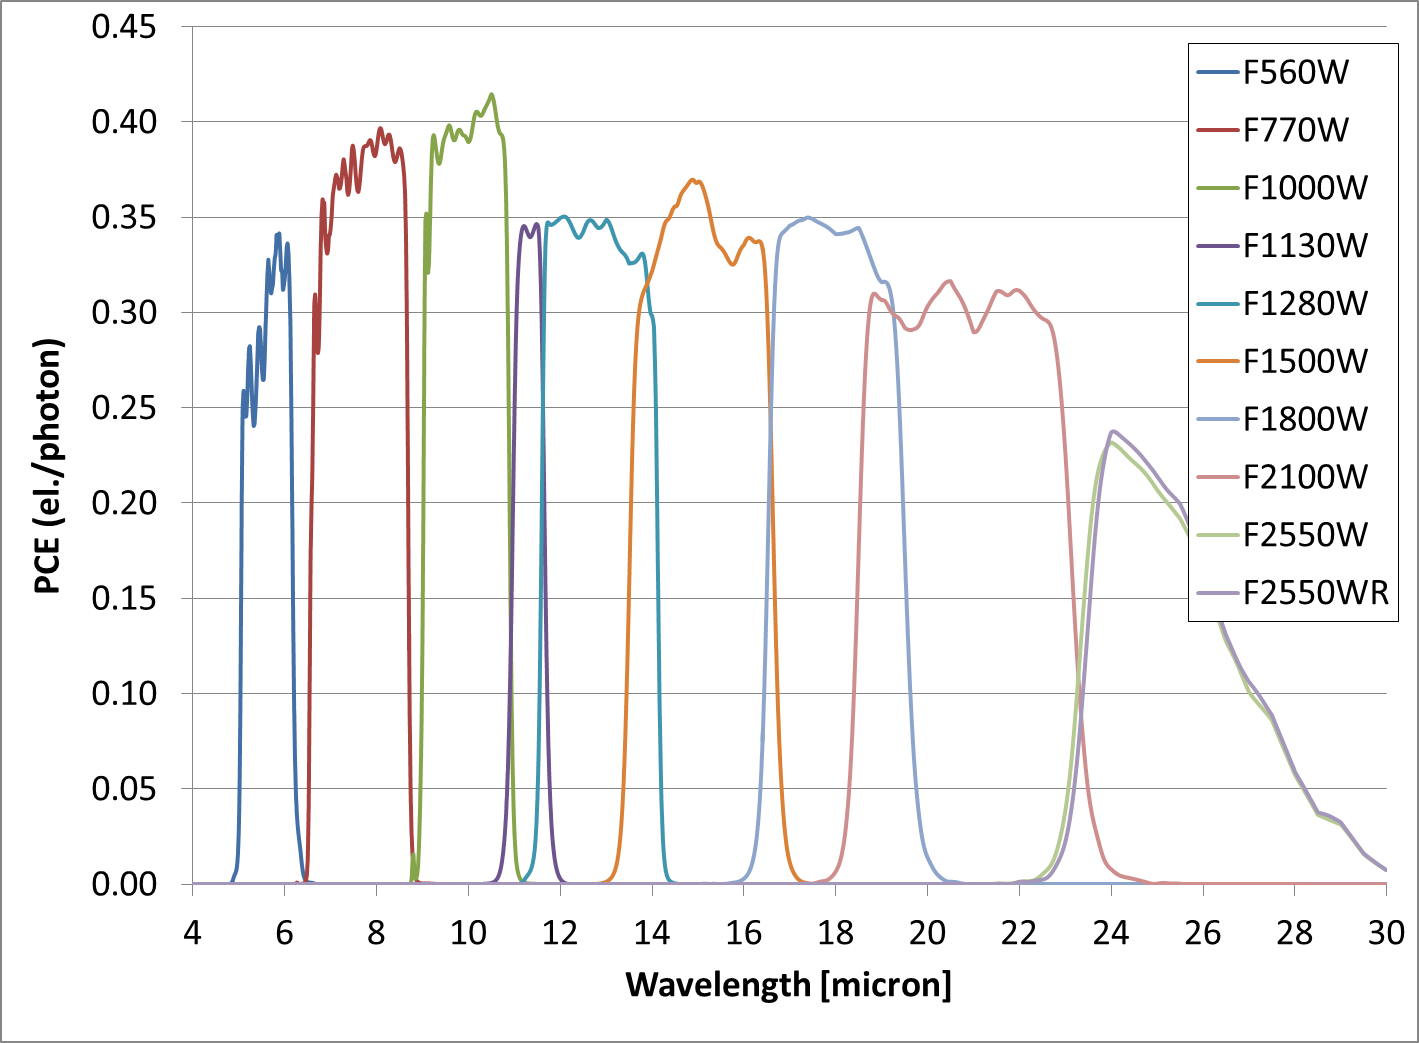 0.45
0.40
0.35
0.30
0.25
0.20
0.15
0.10
0.05
0.00
PCE (el./photon)
4 6 8 10 12 14 16 18 20 22 24 26 28 30
Wavelength [micron]
F560W
F770W
F1000W
F1130W
F1280W
F1500W
F1800W
F2100W
F2550W
F2550WR